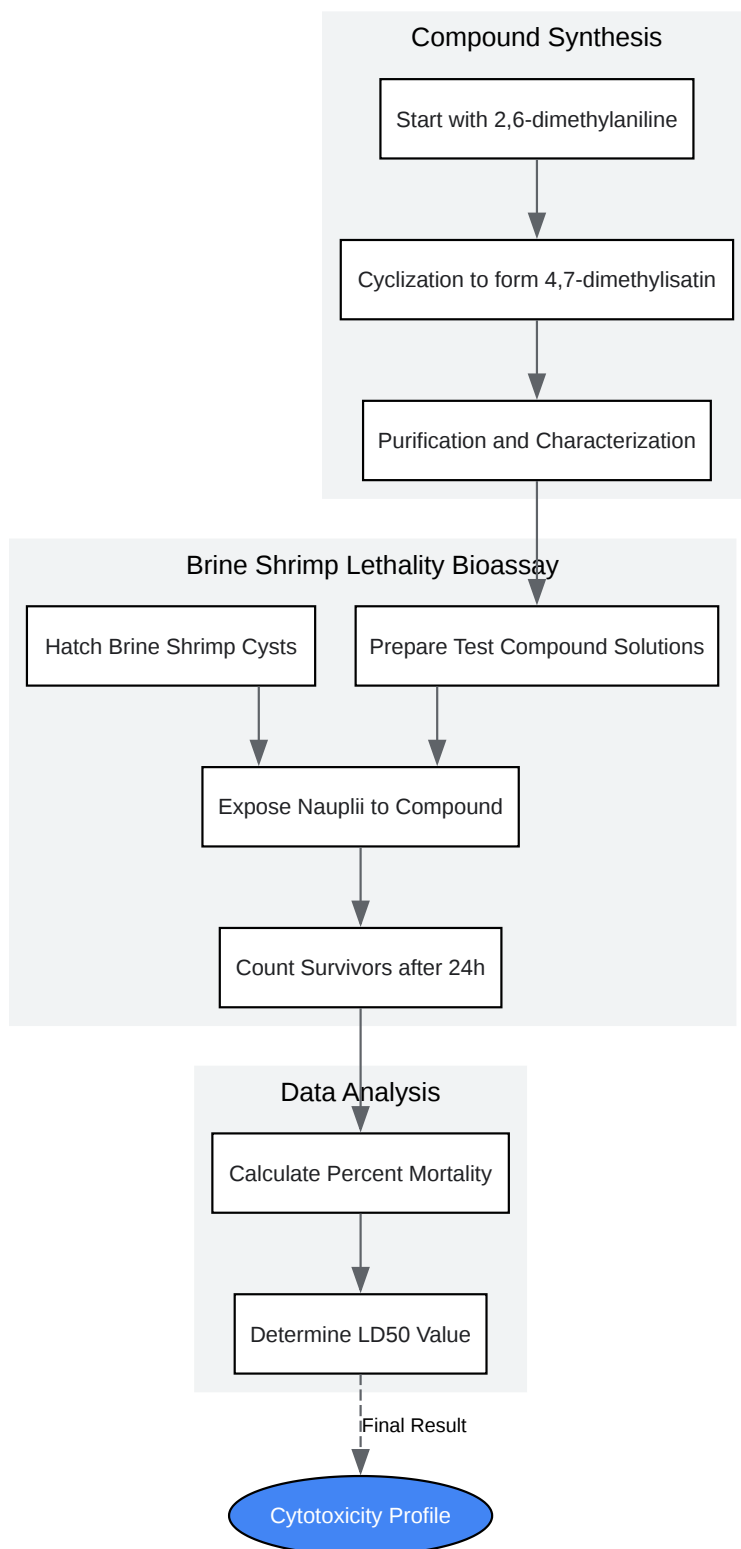 Compound Synthesis
Start with 2,6-dimethylaniline
Cyclization to form 4,7-dimethylisatin
Purification and Characterization
Brine Shrimp Lethality Bioassay
Hatch Brine Shrimp Cysts
Prepare Test Compound Solutions
Expose Nauplii to Compound
Count Survivors after 24h
Data Analysis
Calculate Percent Mortality
Determine LD50 Value
Final Result
Cytotoxicity Profile